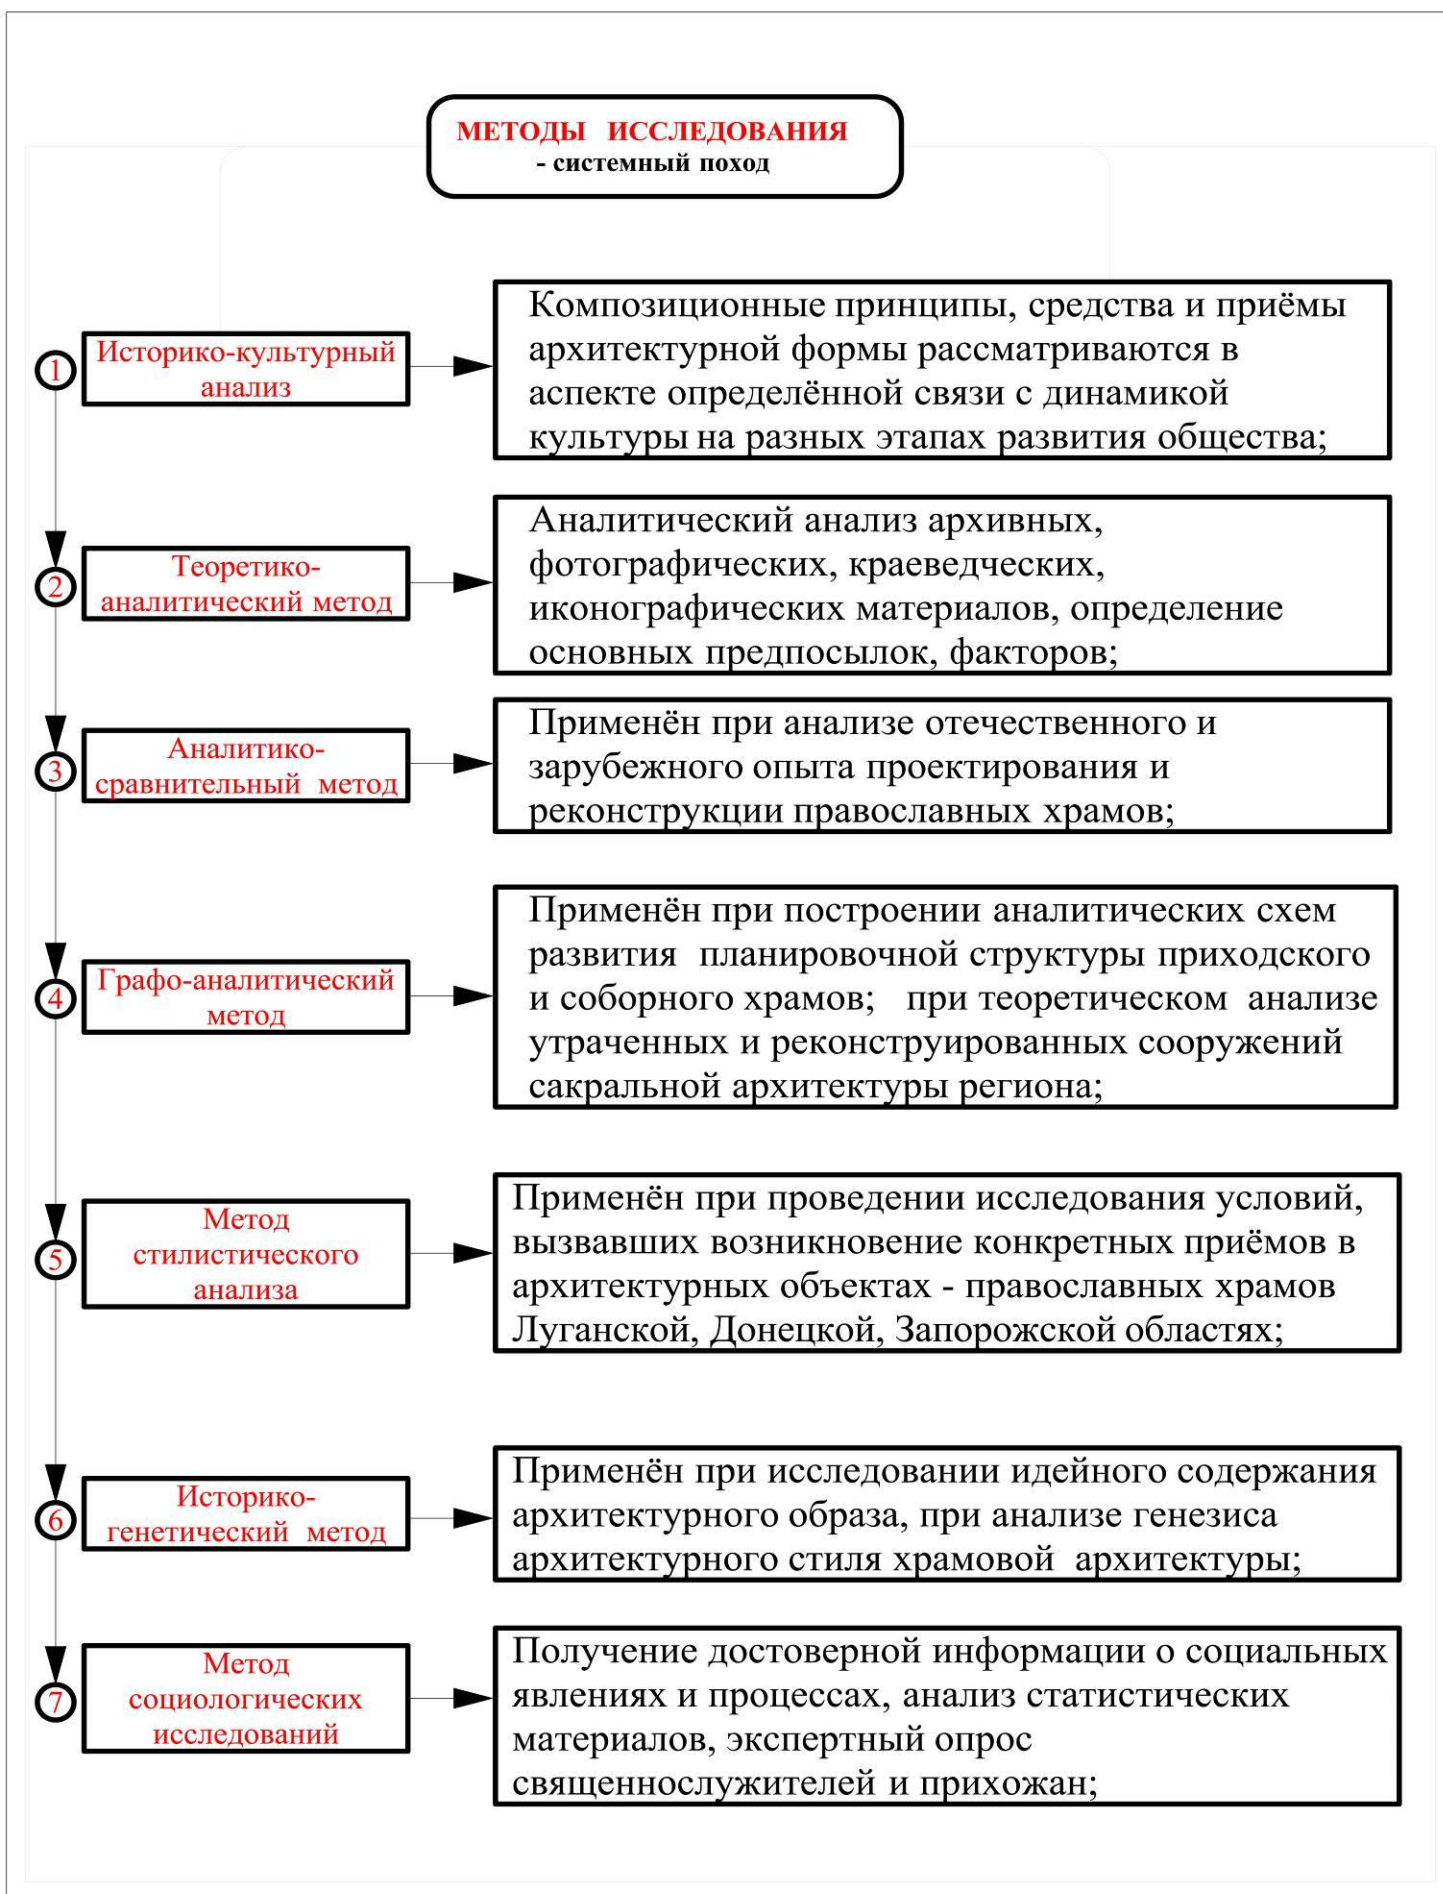 МЕТОДЫ ИССЛЕДОВАНИЯ
- системный поход
1
Историко-культурный
анализ
Композиционные принципы, средства и приёмы
архитектурной формы рассматриваются в
аспекте определённой связи с динамикой
культуры на разных этапах развития общества;
2
Теоретико-
аналитический метод
Аналитический анализ архивных,
фотографических, краеведческих,
иконографических материалов, определение
основных предпосылок, факторов;
3
Аналитико-
сравнительный метод
Применён при анализе отечественного и
зарубежного опыта проектирования и
реконструкции православных храмов;
4
Графо-аналитический
метод
Применён при построении аналитических схем
развития планировочной структуры приходского
и соборного храмов; при теоретическом анализе
утраченных и реконструированных сооружений
сакральной архитектуры региона;
5
Метод
стилистического
анализа
Применён при проведении исследования условий,
вызвавших возникновение конкретных приёмов в
архитектурных объектах - православных храмов
Луганской, Донецкой, Запорожской областях;
6
Историко-
генетический метод
Применён при исследовании идейного содержания
архитектурного образа, при анализе генезиса
архитектурного стиля храмовой архитектуры;
7
Метод
социологических
исследований
Получение достоверной информации о социальных
явлениях и процессах, анализ статистических
материалов, экспертный опрос
священнослужителей и прихожан;